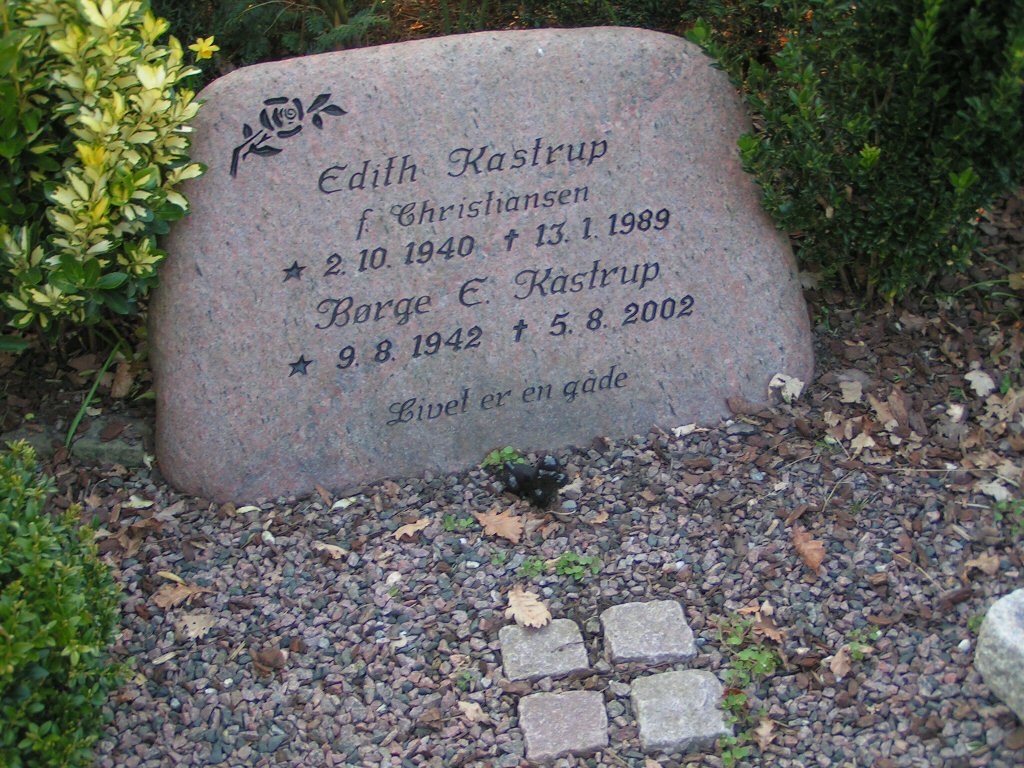 Edith Kastrup
f. Christiansen
★ 2. 10. 1940 † 13. 1. 1989
Børge E. Kastrup
★ 9. 8. 1942 † 5. 8. 2002
Livet er en gåde